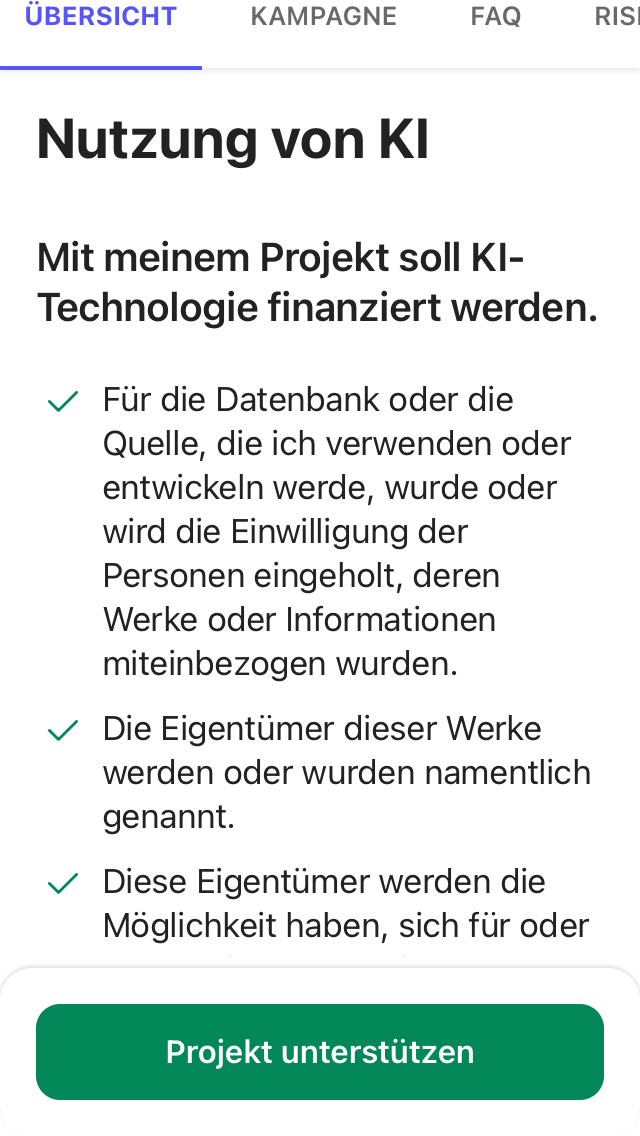 ÜBERSICHT KAMPAGNE FAQ
Nutzung von KI
Mit meinem Projekt soll KI-
Technologie finanziert werden.
Für die Datenbank oder die
Quelle, die ich verwenden oder
entwickeln werde, wurde oder
wird die Einwilligung der
Personen eingeholt, deren
Werke oder Informationen
miteinbezogen wurden.
Die Eigentümer dieser Werke
werden oder wurden namentlich
genannt.
Diese Eigentümer werden die
Möglichkeit haben, sich für oder
Projekt unterstützen